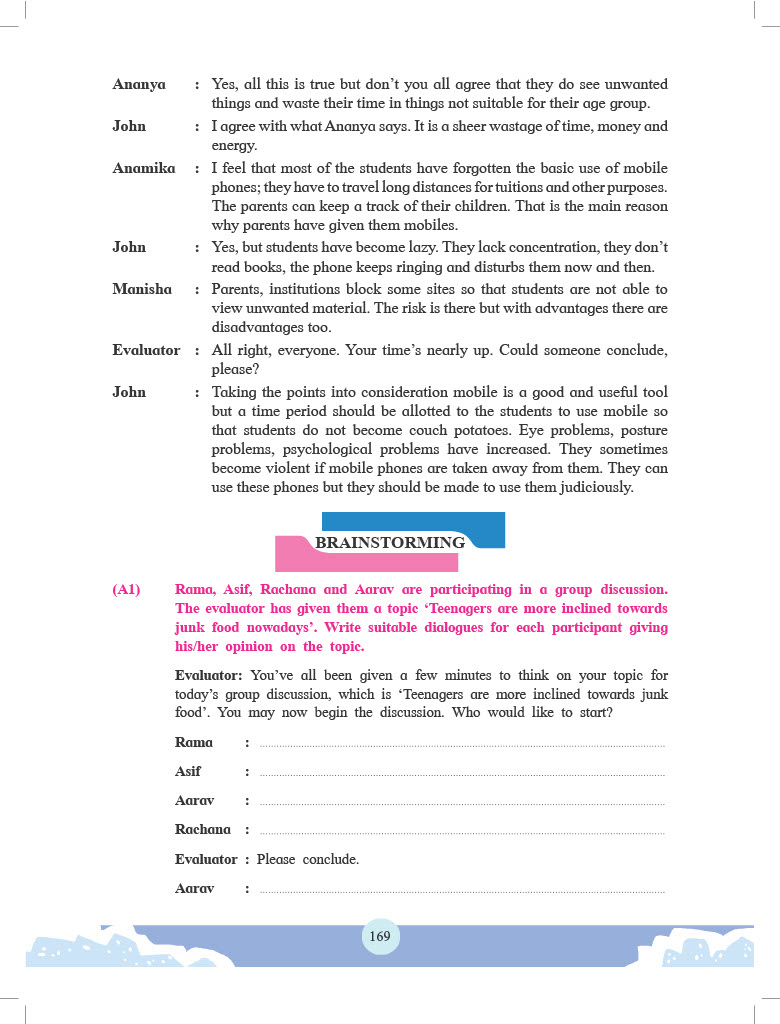 Ananya : Yes, all this is true but don't you all agree that they do see unwanted
things and waste their time in things not suitable for their age group.
John : I agree with what Ananya says. It is a sheer wastage of time, money and
energy.
Anamika : I feel that most of the students have forgotten the basic use of mobile
phones; they have to travel long distances for tuitions and other purposes.
The parents can keep a track of their children. That is the main reason
why parents have given them mobiles.
John : Yes, but students have become lazy. They lack concentration, they don't
read books, the phone keeps ringing and disturbs them now and then.
Manisha : Parents, institutions block some sites so that students are not able to
view unwanted material. The risk is there but with advantages there are
disadvantages too.
Evaluator : All right, everyone. Your time's nearly up. Could someone conclude,
please?
John : Taking the points into consideration mobile is a good and useful tool
but a time period should be allotted to the students to use mobile so
that students do not become couch potatoes. Eye problems, posture
problems, psychological problems have increased. They sometimes
become violent if mobile phones are taken away from them. They can
use these phones but they should be made to use them judiciously.
BRAINSTORMING
(A1) Rama, Asif, Rachana and Aarav are participating in a group discussion.
The evaluator has given them a topic 'Teenagers are more inclined towards
junk food nowadays'. Write suitable dialogues for each participant giving
his/her opinion on the topic.
Evaluator: You've all been given a few minutes to think on your topic for
today's group discussion, which is 'Teenagers are more inclined towards junk
food'. You may now begin the discussion. Who would like to start?
Rama : ................................................................
Asif : ................................................................
Aarav : ................................................................
Rachana : ................................................................
Evaluator : Please conclude.
Aarav : ................................................................
169